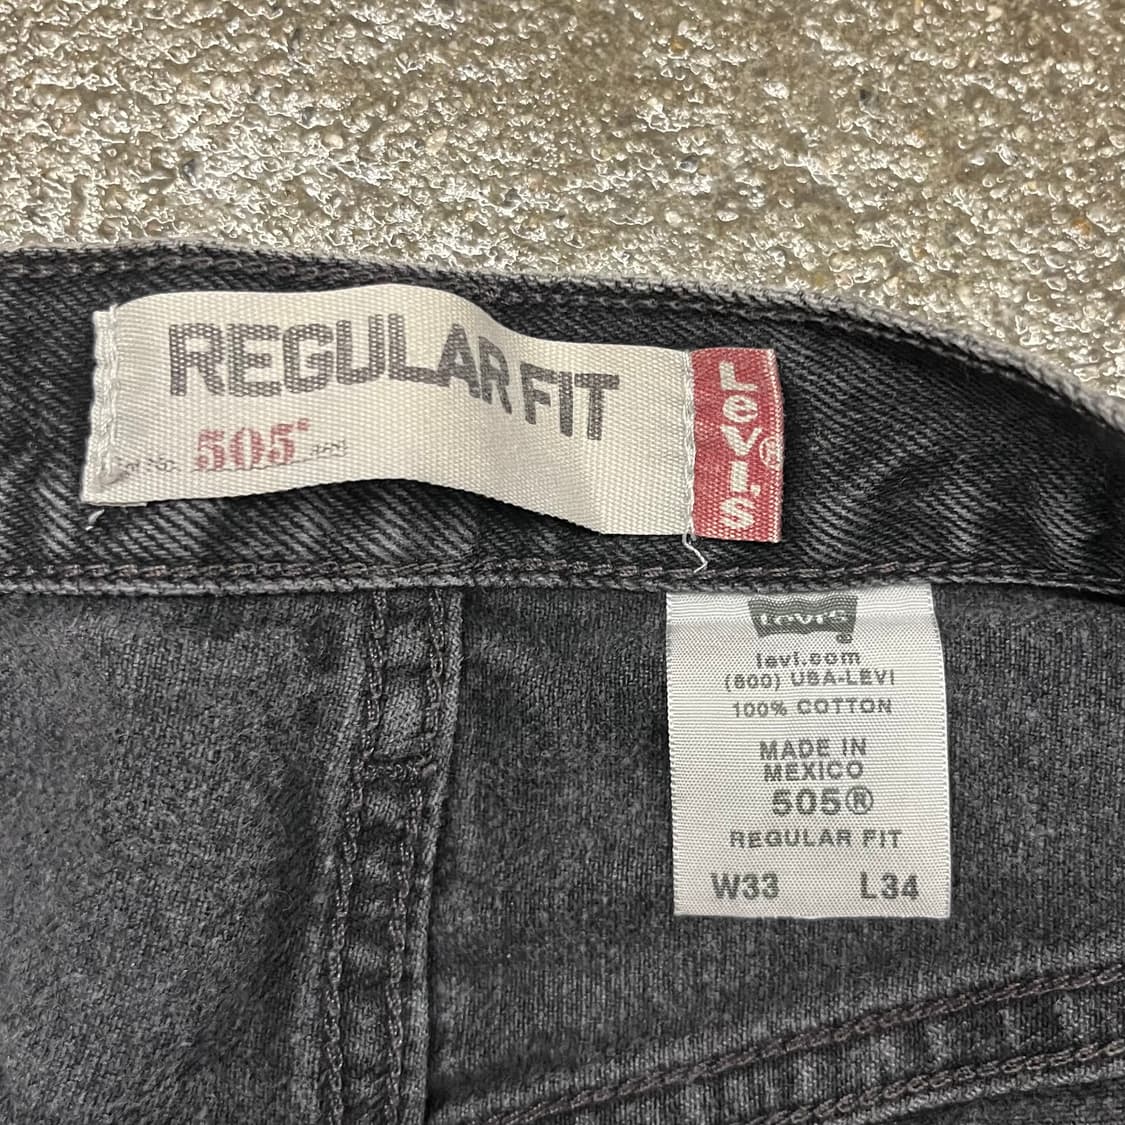 REGULAR FIT
505®
LEVI'S®
Levi's
levi.com
(800) USA-LEVI
100% COTTON
MADE IN
MEXICO
505®
REGULAR FIT
W33 L34